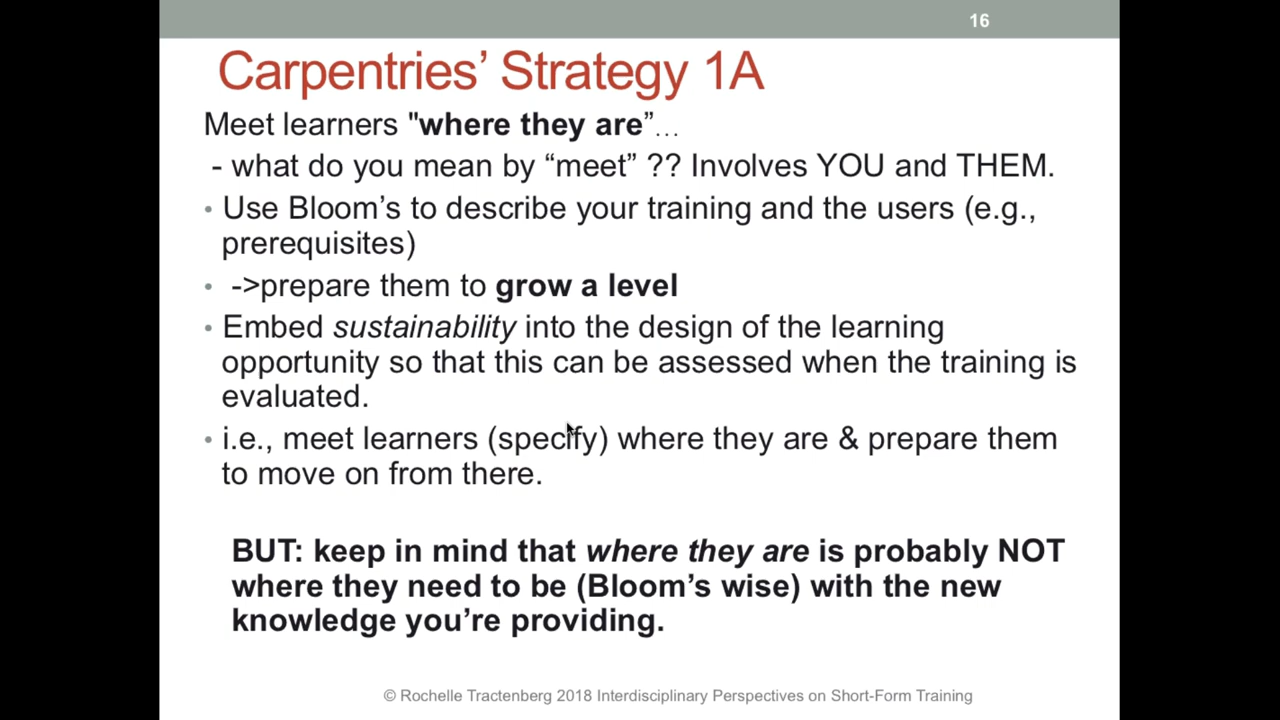 16
Carpentries’ Strategy 1A
Meet learners "where they are”…
- what do you mean by “meet” ?? Involves YOU and THEM.
• Use Bloom’s to describe your training and the users (e.g.,
prerequisites)
• ->prepare them to grow a level
• Embed sustainability into the design of the learning
opportunity so that this can be assessed when the training is
evaluated.
• i.e., meet learners (specify) where they are & prepare them
to move on from there.
BUT: keep in mind that where they are is probably NOT
where they need to be (Bloom’s wise) with the new
knowledge you’re providing.
© Rochelle Tractenberg 2018 Interdisciplinary Perspectives on Short-Form Training